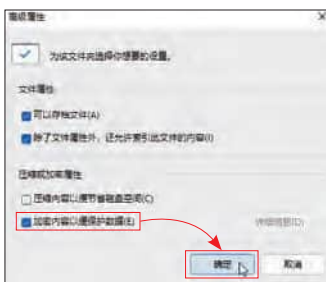 高级属性
为该文件夹选择你想要的设置。
文件属性
可以存档文件(A)
除了文件属性外，还允许索引此文件的内容(I)
压缩或加密属性
压缩内容以便节省磁盘空间(C)
加密内容以便保护数据(E)
详细信息(D)
确定
取消